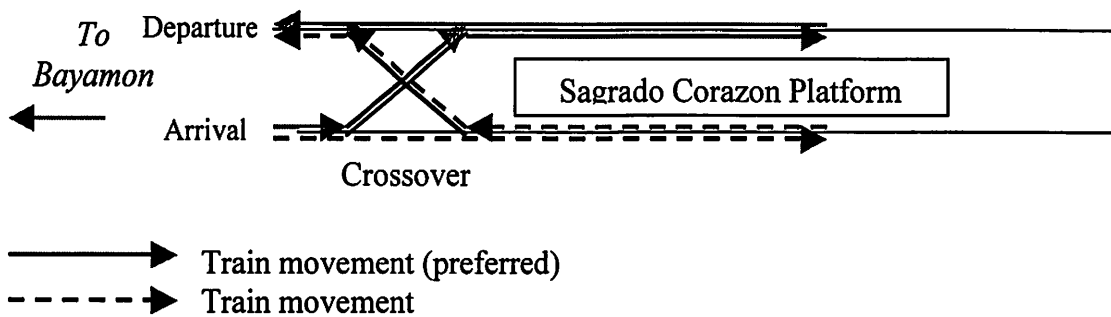 To
Bayamon
Departure
Sagrado Corazon Platform
Arrival
Crossover
Train movement (preferred)
Train movement